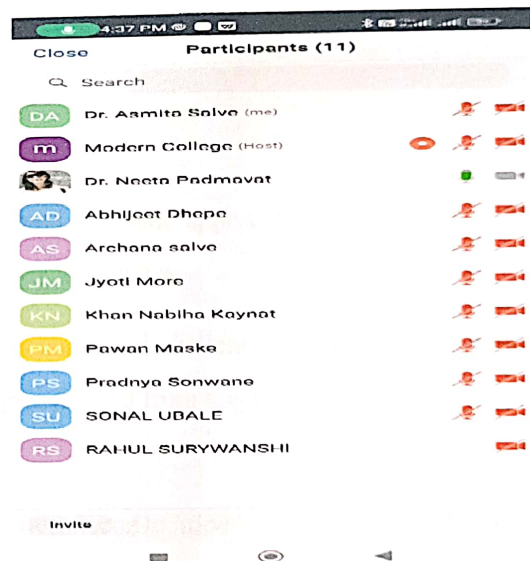 4:37 PM
Close Participants (11)
Search
DA Dr. Asmita Salve (me)
m Modern College (Host)
Dr. Neeta Padmavat
AD Abhijeet Dhepe
AS Archana salve
JM Jyoti More
KN Khan Nabiha Kaynat
PM Pawan Maske
PS Pradnya Sonwane
SU SONAL UBALE
RS RAHUL SURYWANSHI
Invite